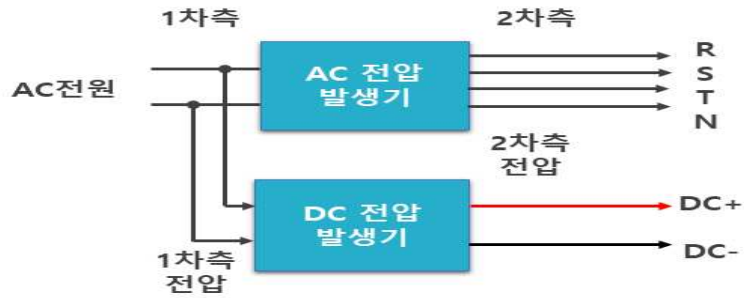 1차측
2차측
AC전원
AC 전압
발생기
R
S
T
N
2차측
전압
DC 전압
발생기
DC+
DC-
1차측
전압